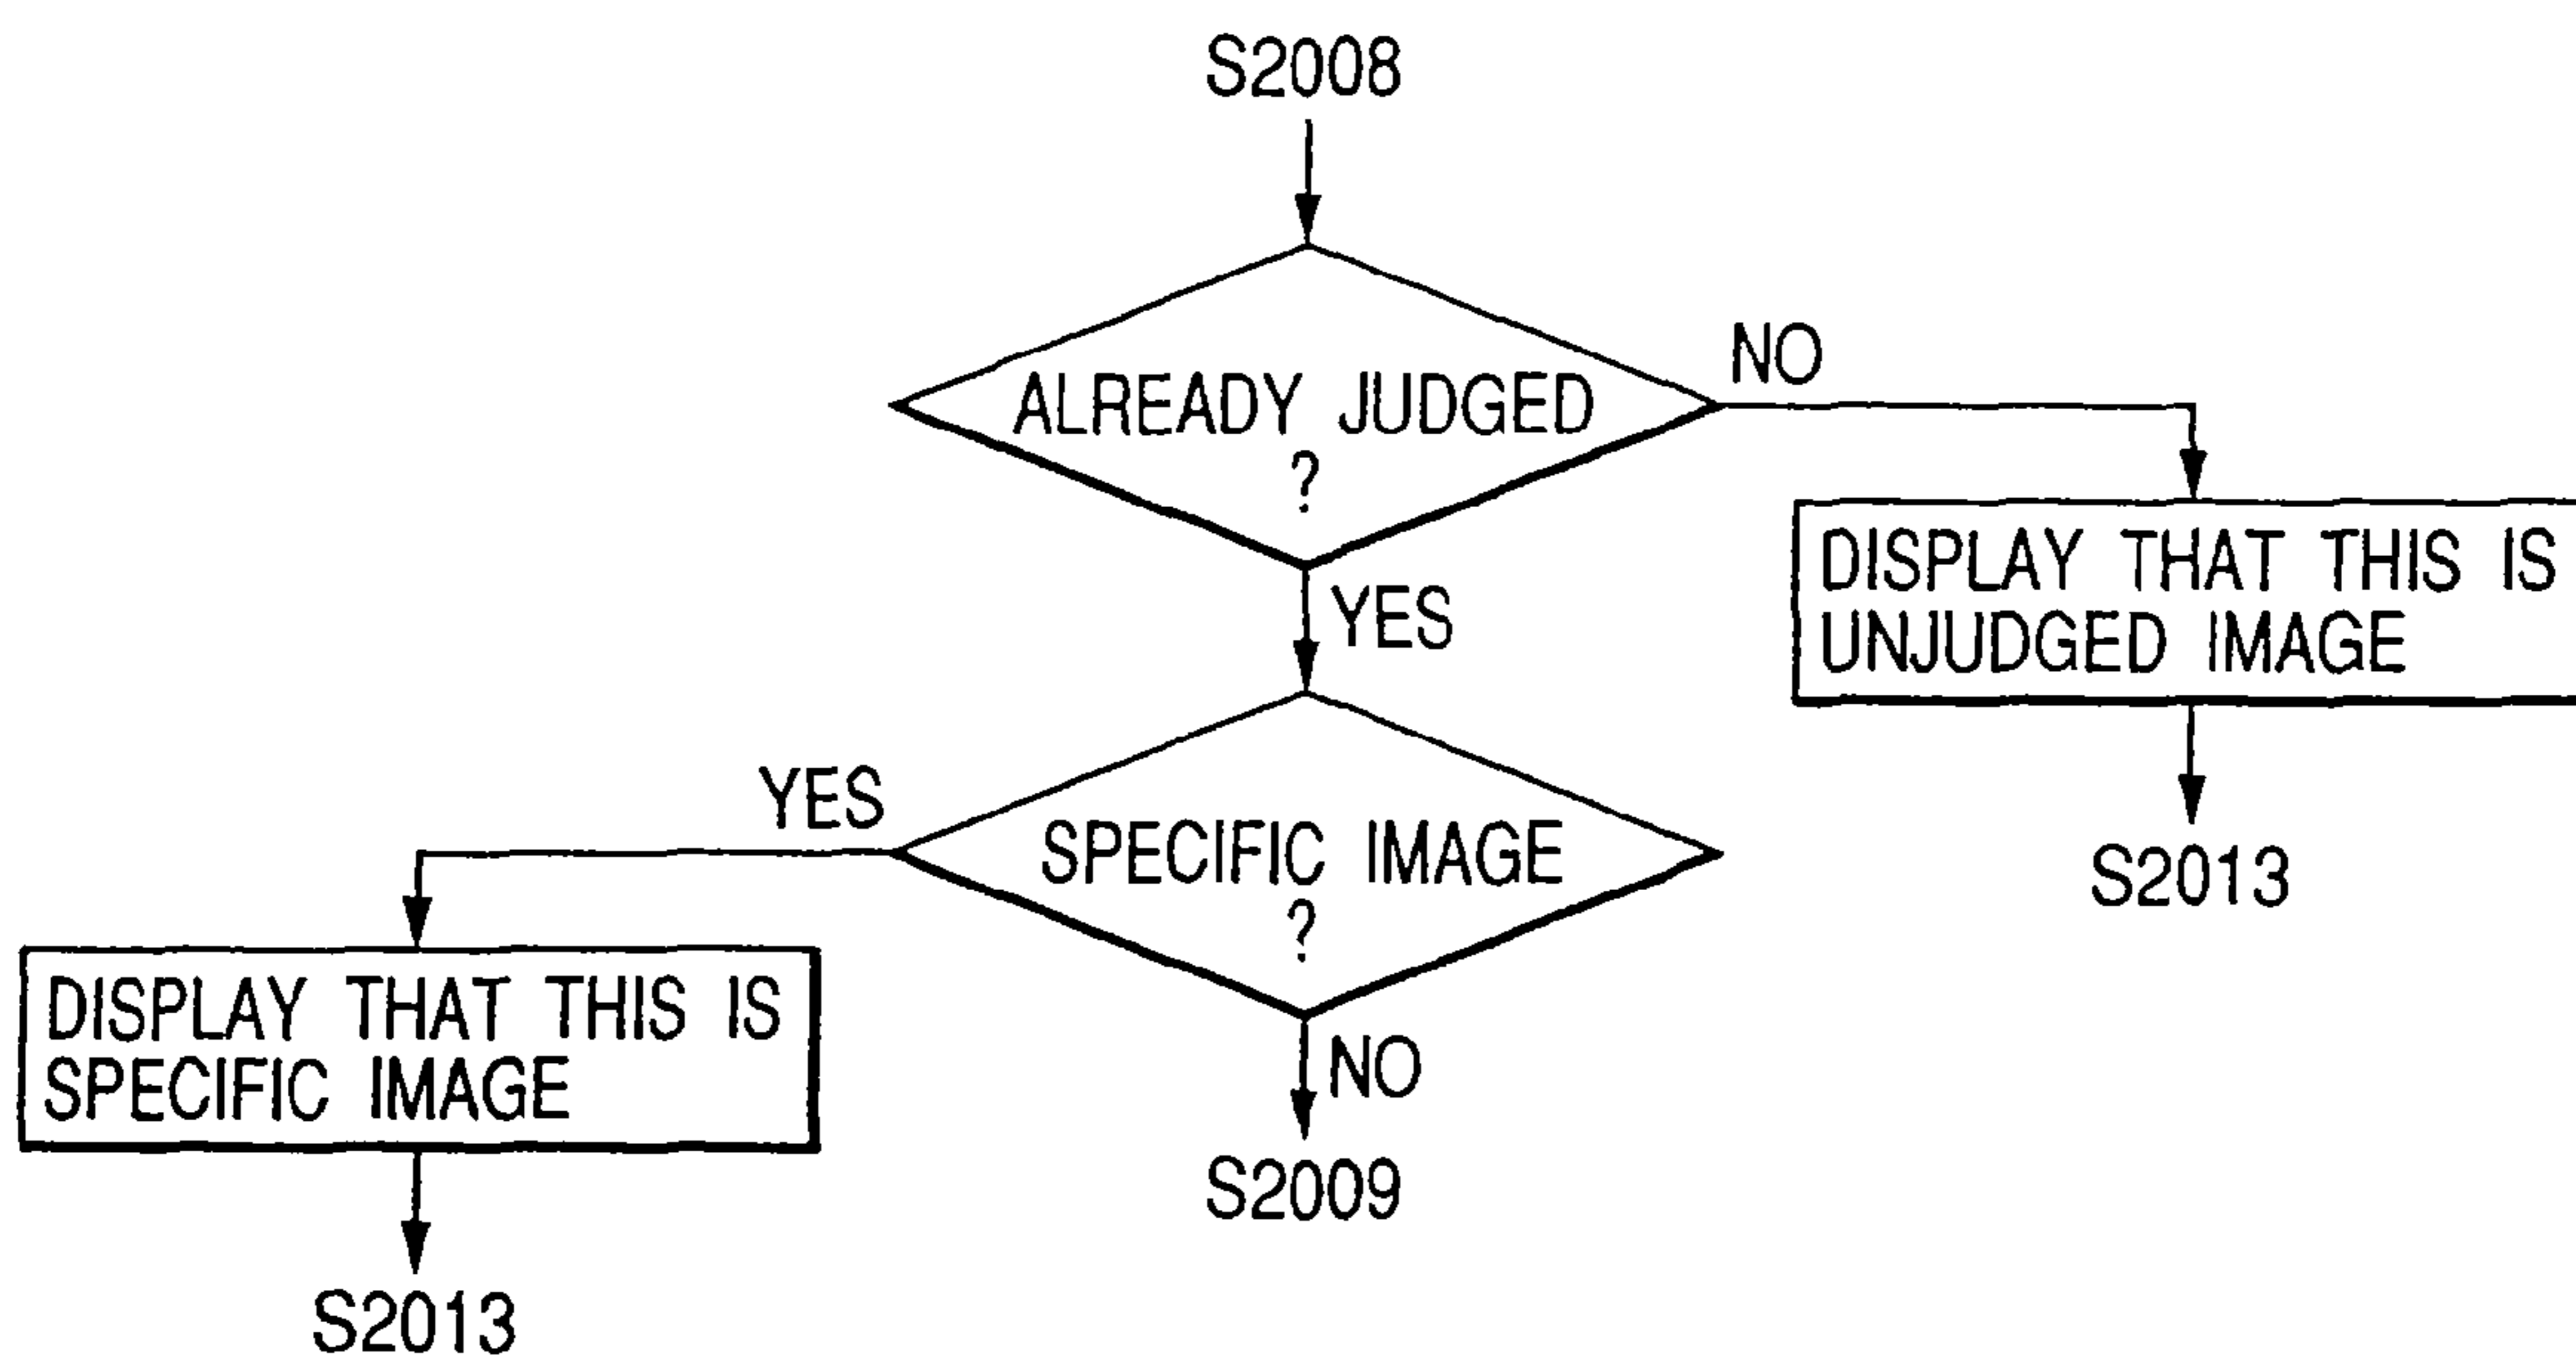 S2008
ALREADY JUDGED
?
NO
DISPLAY THAT THIS IS
UNJUDGED IMAGE
S2013
YES
SPECIFIC IMAGE
?
YES
DISPLAY THAT THIS IS
SPECIFIC IMAGE
S2013
NO
S2009